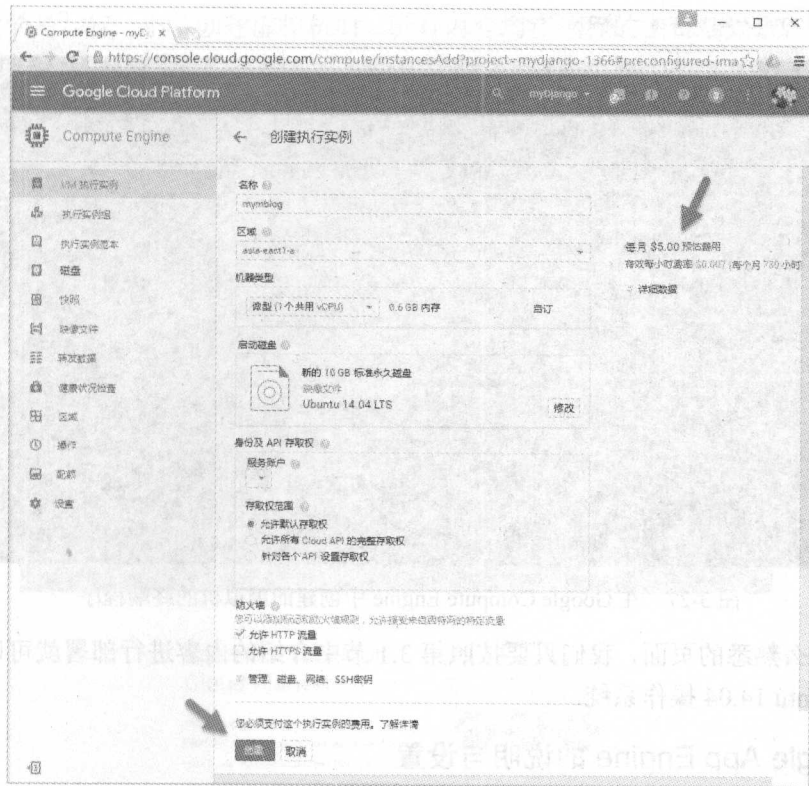 Compute Engine - myD
https://console.cloud.google.com/compute/instancesAdd?project=mydjango-1366#preconfigured-ima
Google Cloud Platform
myDjango
Compute Engine
创建执行实例
VM 执行实例
执行实例组
执行实例范本
磁盘
快照
映像文件
转发数据
健康状况检查
区域
操作
配额
设置
名称
mymblog
区域
asia-east1-a
机器类型
微型 (1 个共用 vCPU)
0.6 GB 内存
自订
启动磁盘
新的 10 GB 标准永久磁盘
映像文件
Ubuntu 14.04 LTS
修改
身份及 API 存取权
服务账户
存取权范围
允许默认存取权
允许所有 Cloud API 的完整存取权
针对各个 API 设置存取权
防火墙
允许 HTTP 流量
允许 HTTPS 流量
管理、磁盘、网络、SSH密钥
您必须支付这个执行实例的费用。了解详情
取消
每月 $5.00 预估费用
有效每小时费率 $0.007 (每个月 730 小时)
详细数据